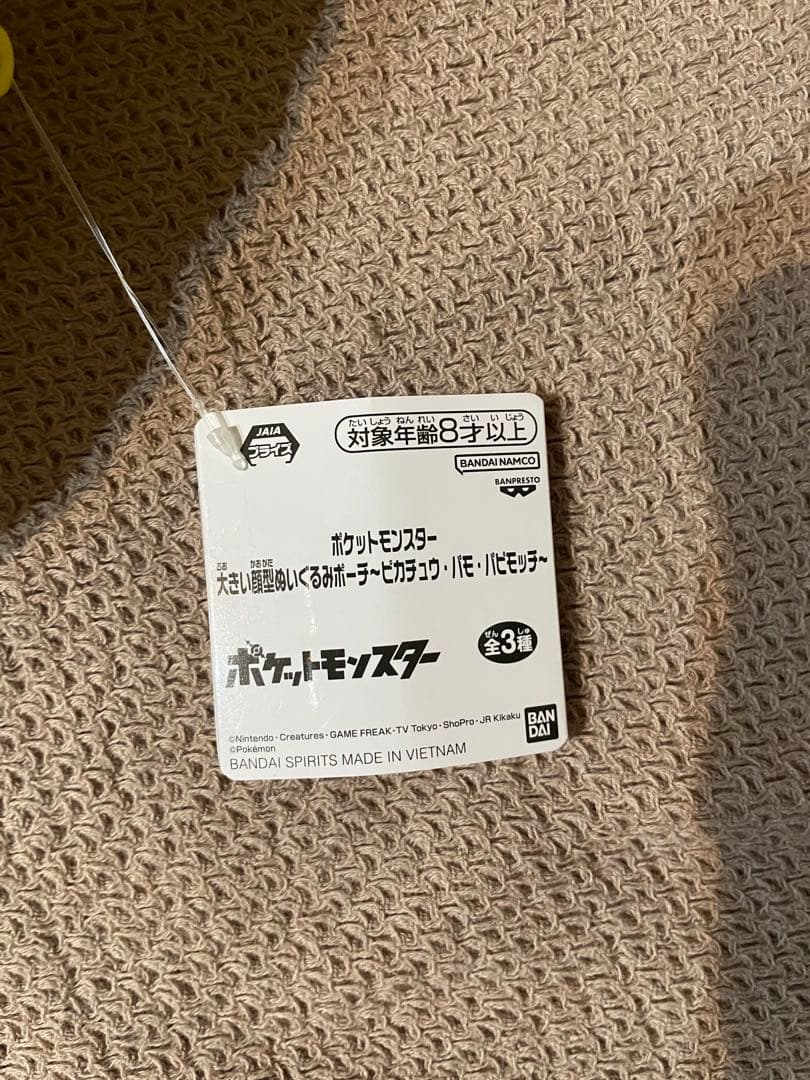 JAIA
プライズ
たいしょうねんれい さい い じょう
対象年齢8才以上
BANDAI NAMCO
BANPRESTO
ポケットモンスター
おお かおがた
大きい顔型ぬいぐるみポーチ～ピカチュウ・パモ・パピモッチ～
ポケットモンスター
ぜん しゅ
全3種
©Nintendo・Creatures・GAME FREAK・TV Tokyo・ShoPro・JR Kikaku
©Pokémon
BANDAI SPIRITS MADE IN VIETNAM
BAN
DAI